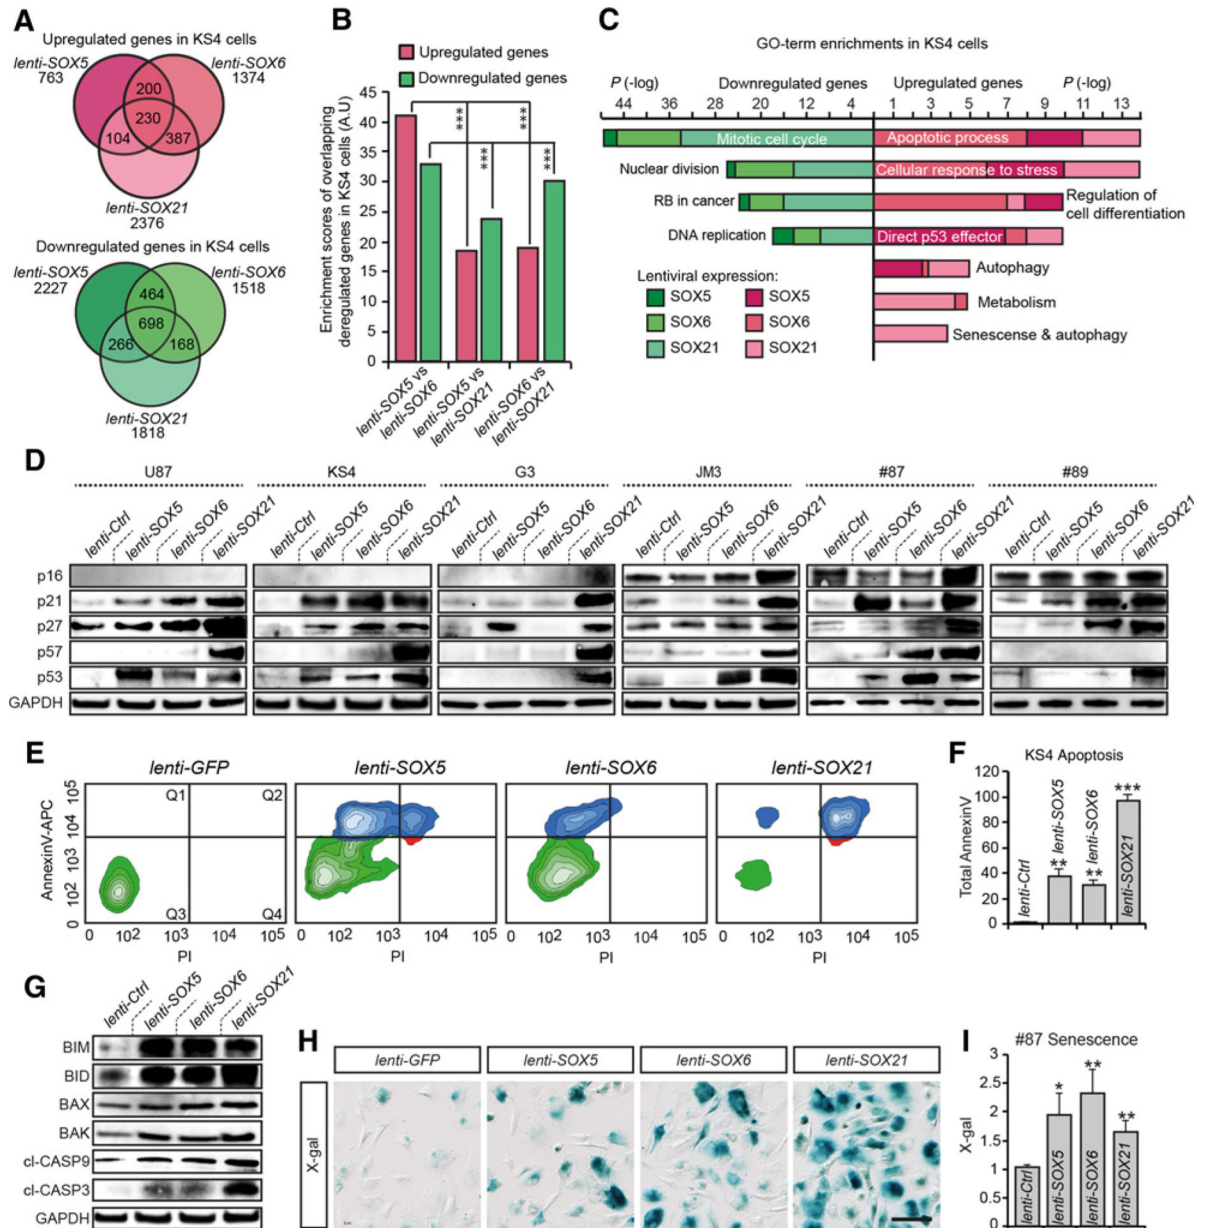 A
Upregulated genes in KS4 cells
lenti-SOX5
763
lenti-SOX6
1374
200
230
104
387
lenti-SOX21
2376
Downregulated genes in KS4 cells
lenti-SOX5
2227
lenti-SOX6
1518
464
698
266
168
lenti-SOX21
1818
B
Upregulated genes
Downregulated genes
Enrichment scores of overlapping
deregulated genes in KS4 cells (A.U)
45
40
35
30
25
20
15
10
5
0
***
***
***
***
lenti-SOX5 vs
lenti-SOX6
lenti-SOX5 vs
lenti-SOX21
lenti-SOX6 vs
lenti-SOX21
C
GO-term enrichments in KS4 cells
P (-log)
Downregulated genes
Upregulated genes
P (-log)
44 36 28 20 12 4 1 3 5 7 9 11 13
Mitotic cell cycle
Apoptotic process
Nuclear division
Cellular response to stress
RB in cancer
Regulation of
cell differentiation
DNA replication
Direct p53 effector
Autophagy
Metabolism
Senescense & autophagy
Lentiviral expression:
SOX5 SOX5
SOX6 SOX6
SOX21 SOX21
D
U87 KS4 G3 JM3 #87 #89
lenti-Ctrl lenti-SOX5 lenti-SOX6 lenti-SOX21
lenti-Ctrl lenti-SOX5 lenti-SOX6 lenti-SOX21
lenti-Ctrl lenti-SOX5 lenti-SOX6 lenti-SOX21
lenti-Ctrl lenti-SOX5 lenti-SOX6 lenti-SOX21
lenti-Ctrl lenti-SOX5 lenti-SOX6 lenti-SOX21
lenti-Ctrl lenti-SOX5 lenti-SOX6 lenti-SOX21
p16
p21
p27
p57
p53
GAPDH
E
lenti-GFP lenti-SOX5 lenti-SOX6 lenti-SOX21
AnnexinV-APC
10⁵
10⁴
10³
10²
0
Q1 Q2
Q3 Q4
0 10² 10³ 10⁴ 10⁵
0 10² 10³ 10⁴ 10⁵
0 10² 10³ 10⁴ 10⁵
0 10² 10³ 10⁴ 10⁵
PI PI PI PI
F
KS4 Apoptosis
Total AnnexinV
120
100
80
60
40
20
0
lenti-Ctrl
**
lenti-SOX5
**
lenti-SOX6
***
lenti-SOX21
G
lenti-Ctrl
lenti-SOX5
lenti-SOX6
lenti-SOX21
BIM
BID
BAX
BAK
cl-CASP9
cl-CASP3
GAPDH
H
lenti-GFP lenti-SOX5 lenti-SOX6 lenti-SOX21
X-gal
I
#87 Senescence
X-gal
3
2.5
2
1.5
1
0.5
lenti-Ctrl
*
lenti-SOX5
**
lenti-SOX6
**
lenti-SOX21